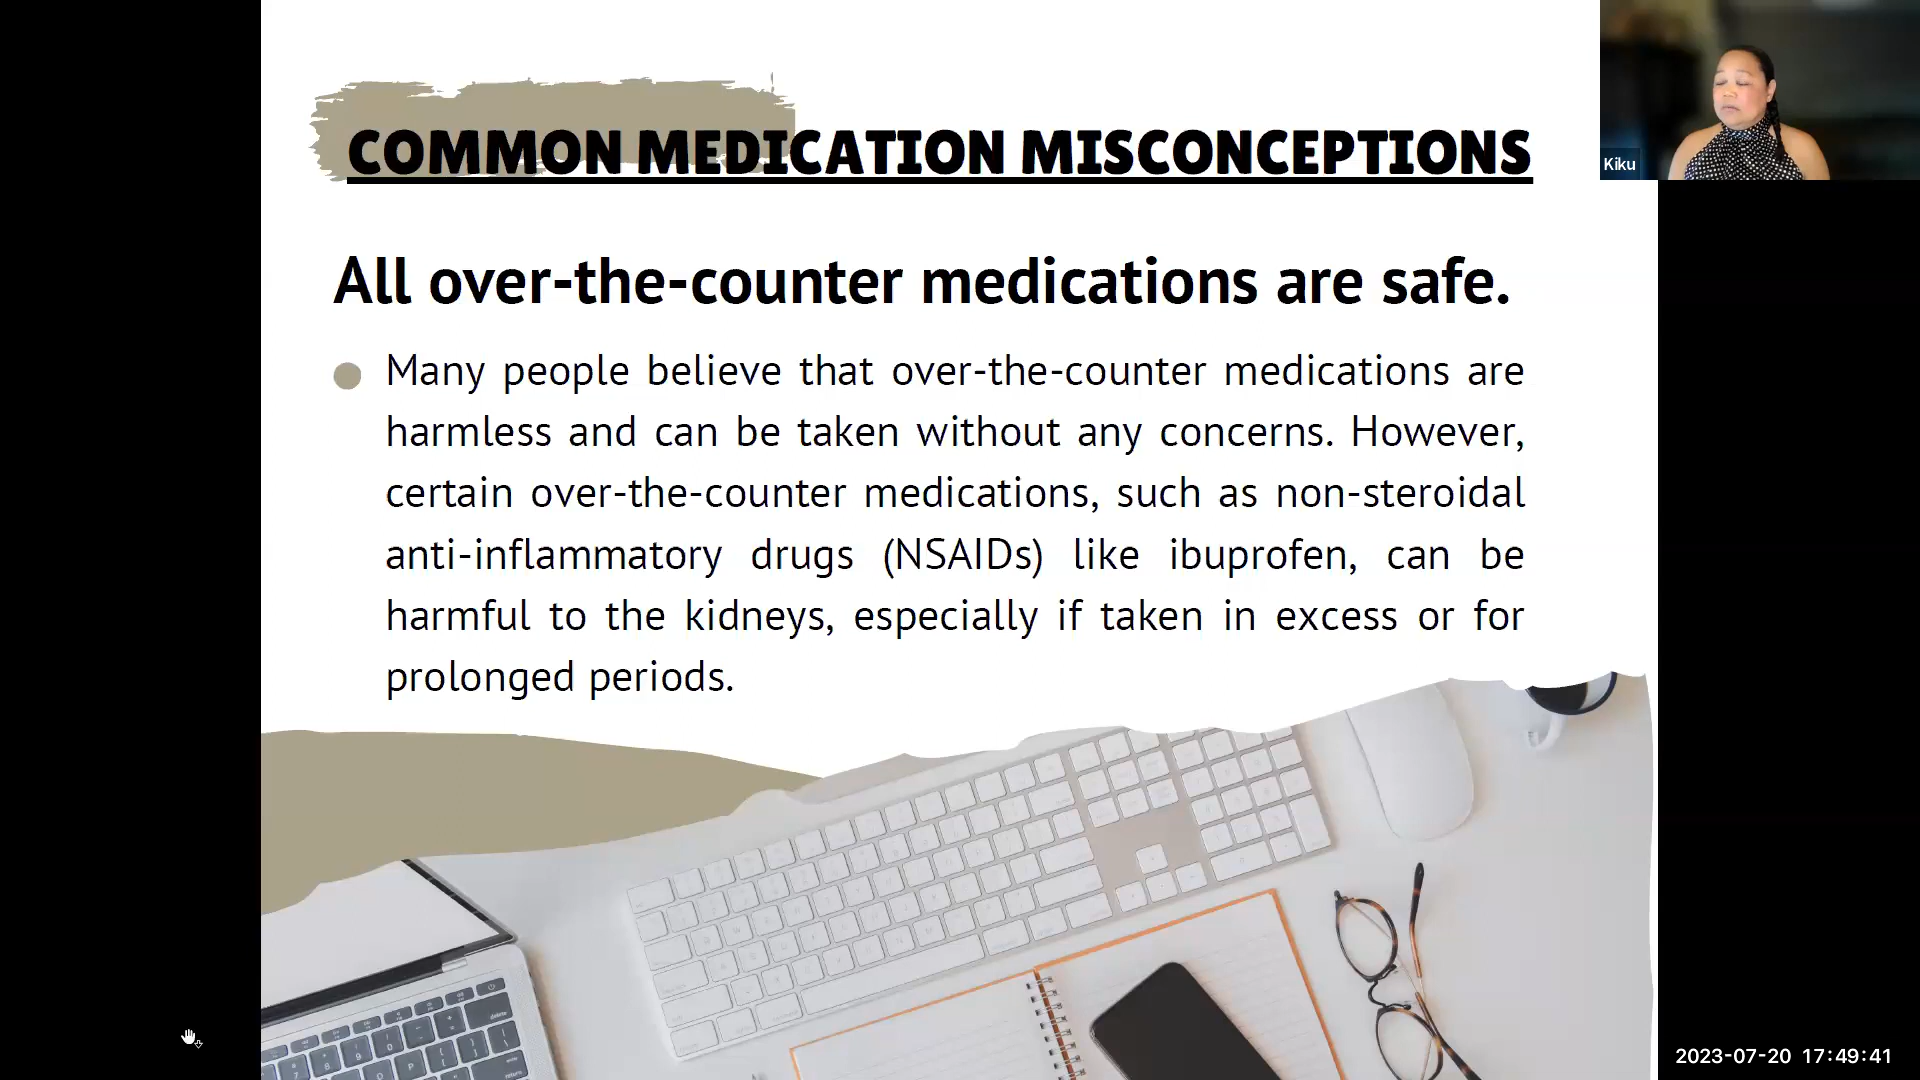 COMMON MEDICATION MISCONCEPTIONS
Kiku
All over-the-counter medications are safe.
Many people believe that over-the-counter medications are
harmless and can be taken without any concerns. However,
certain over-the-counter medications, such as non-steroidal
anti-inflammatory drugs (NSAIDs) like ibuprofen, can be
harmful to the kidneys, especially if taken in excess or for
prolonged periods.
2023-07-20 17:49:41